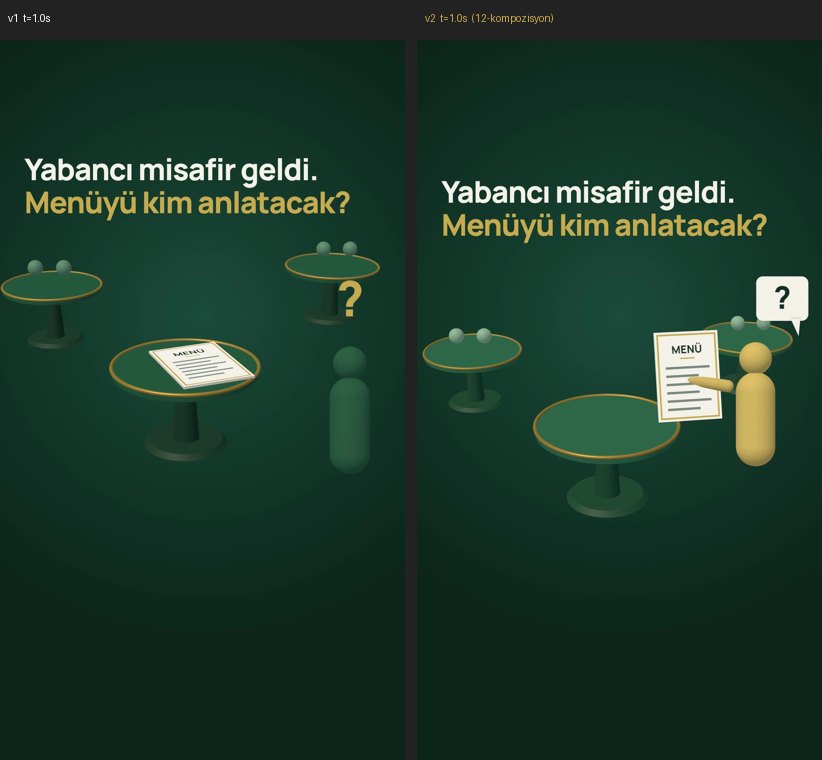 v1 t=1.0s
v2 t=1.0s (12-kompozisyon)
Yabancı misafir geldi.
Menüyü kim anlatacak?
?
MENÜ
Yabancı misafir geldi.
Menüyü kim anlatacak?
?
MENÜ